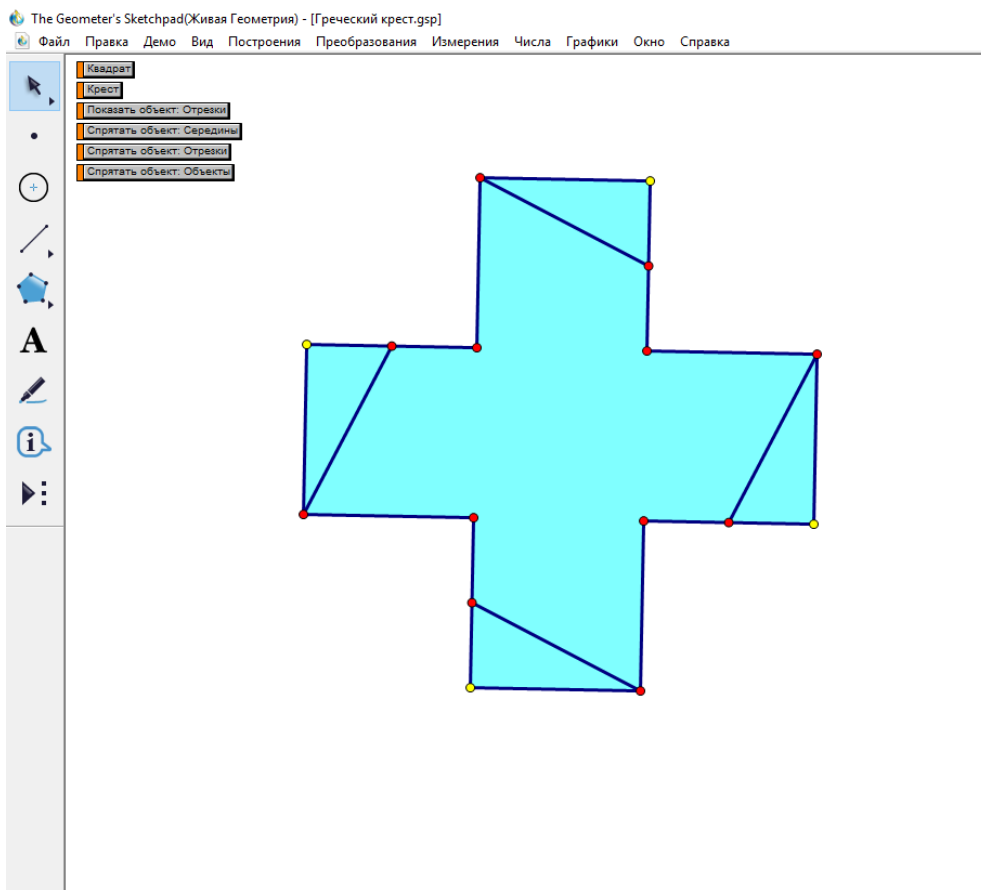 The Geometer's Sketchpad(Живая Геометрия) - [Греческий крест.gsp]
Файл Правка Демо Вид Построения Преобразования Измерения Числа Графики Окно Справка
Квадрат
Крест
Показать объект: Отрезки
Спрятать объект: Середины
Спрятать объект: Отрезки
Спрятать объект: Объекты
A
i